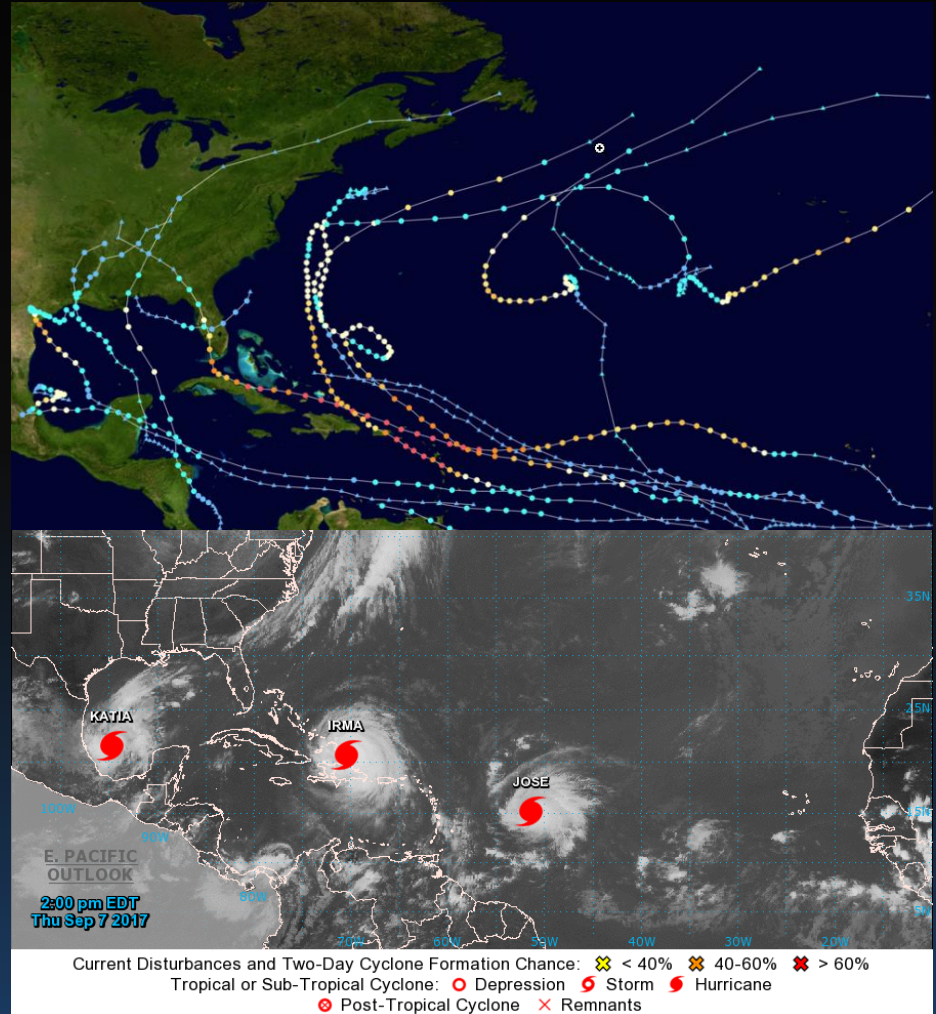 35N
KATIA
25N
IRMA
JOSE
100W
15N
90W
E. PACIFIC
OUTLOOK
2:00 pm EDT
Thu Sep 7 2017
80W
5N
70W
60W
50W
40W
30W
20W
Current Disturbances and Two-Day Cyclone Formation Chance: < 40% 40-60% > 60%
Tropical or Sub-Tropical Cyclone: Depression Storm Hurricane
Post-Tropical Cyclone Remnants